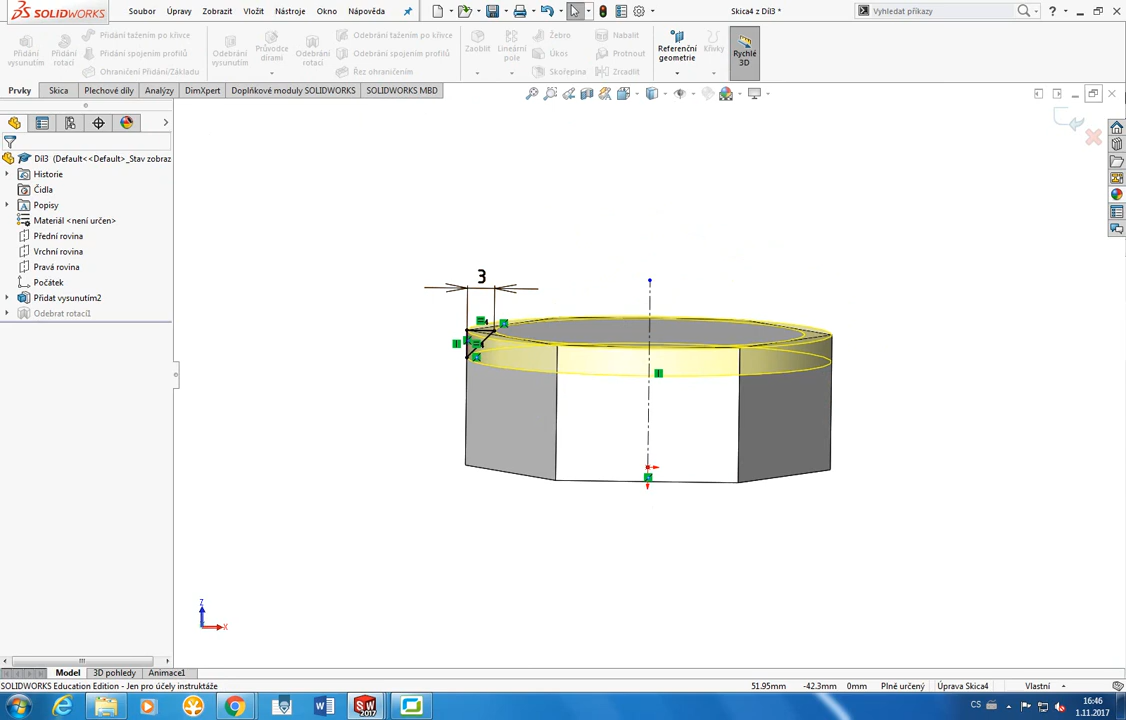 SOLIDWORKS
Soubor Úpravy Zobrazit Vložit Nástroje Okno Nápověda
Skica4 z Díl3 *
Vyhledat příkazy
Přidání vysunutím
Přidání rotací
Přidání tažením po křivce
Přidání spojením profilů
Ohraničení Přidání/Základu
Odebrání vysunutím
Průvodce dírami
Odebrání rotací
Odebrání tažením po křivce
Odebrání spojením profilů
Řez ohraničením
Zaoblit
Lineární pole
Žebro
Úkos
Skořepina
Nabalit
Protnout
Zrcadlit
Referenční geometrie
Křivky
Rychlé 3D
Prvky Skica Plechové díly Analýzy DimXpert Doplňkové moduly SOLIDWORKS SOLIDWORKS MBD
Díl3 (Default<<Default>_Stav zobraz
Historie
Čidla
Popisy
Materiál <není určen>
Přední rovina
Vrchní rovina
Pravá rovina
Počátek
Přidat vysunutím2
Odebrat rotací1
3
4
4
Z
X
Model 3D pohledy Animace1
SOLIDWORKS Education Edition - Jen pro účely instruktáže
51.95mm -42.3mm 0mm Plně určený Úprava Skica4 Vlastní
CS
16:46
1.11.2017